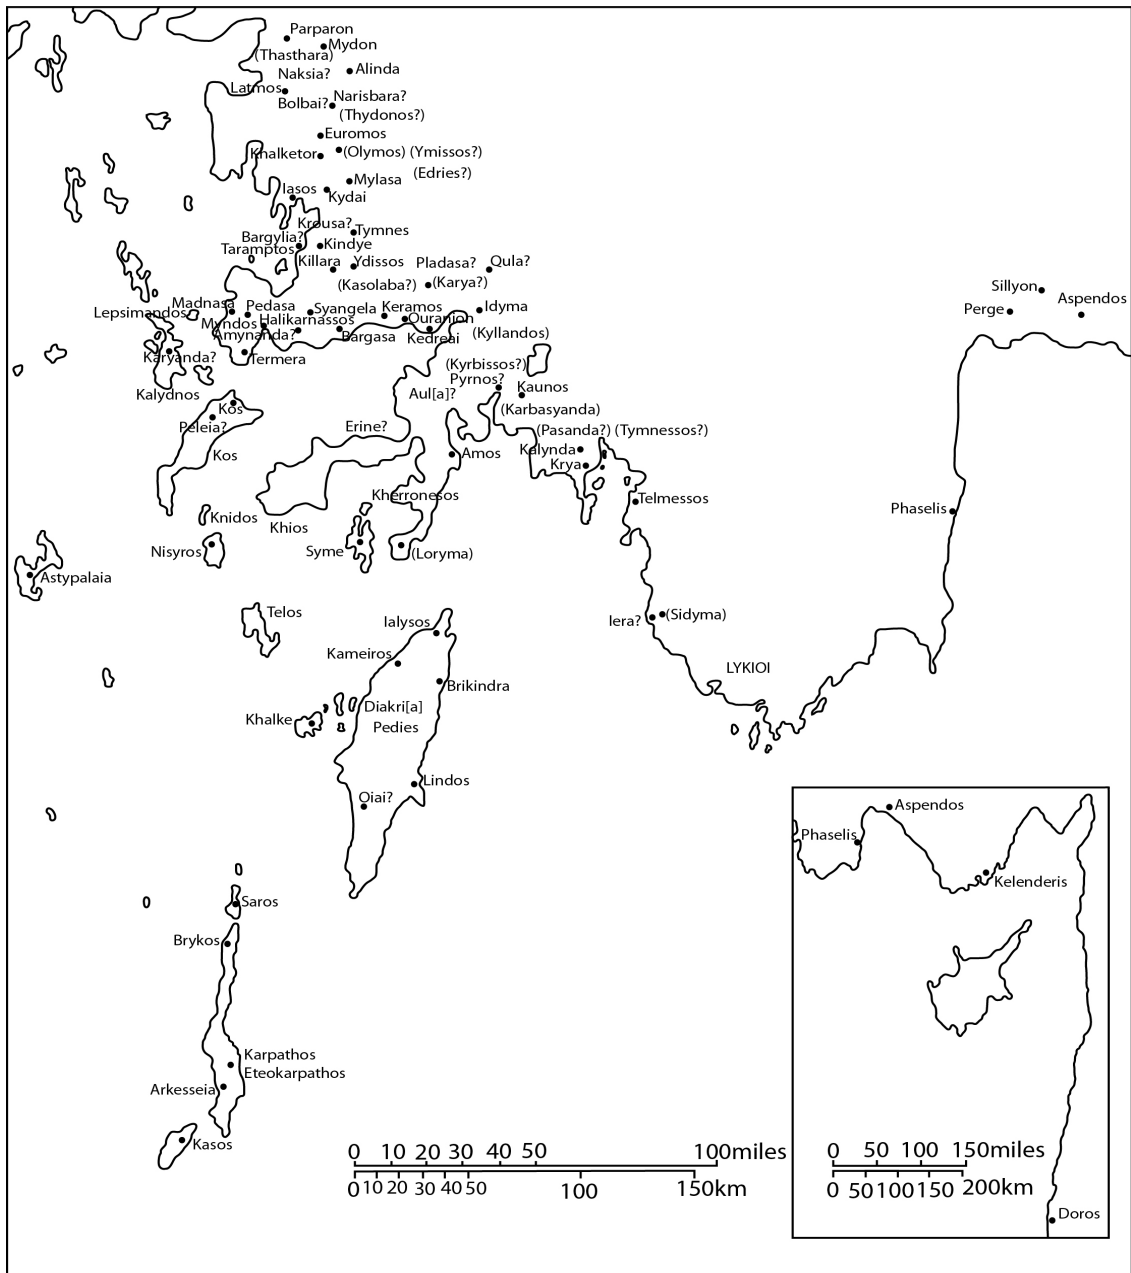 Parparon
Mydon
(Thasthara)
Naksia?
Alinda
Latmos
Bolbai?
Narisbara?
(Thydonos?)
Euromos
Khalketor
(Olymos) (Ymissos?)
(Edries?)
Mylasa
Iasos
Kydai
Krousa?
Tymnes
Bargylia?
Kindye
Taramptos
Killara
Ydissos
Pladasa?
Qula?
(Kasolaba?)
(Karya?)
Sillyon
Aspendos
Perge
Madnasa
Pedasa
Lepsimandos
Syangela
Keramos
Idyma
Myndos
Halikarnassos
Ouranion
Amynanda?
Bargasa
Kedreai
(Kyllandos)
Karyanda?
Termera
(Kyrbissos?)
Pyrnos?
Kaunos
Kalydnos
Aul[a]?
Kos
(Karbasyanda)
Peleia?
Erine?
(Pasanda?) (Tymnessos?)
Kos
Amos
Kalynda
Krya
Kherronesos
Telmessos
Phaselis
Knidos
Khios
Nisyros
Syme
(Loryma)
Astypalaia
Telos
Ialysos
Iera?
(Sidyma)
Kameiros
LYKIOI
Brikindra
Khalke
Diakri[a]
Pedies
Lindos
Oiai?
Aspendos
Phaselis
Kelenderis
Saros
Brykos
Karpathos
Eteokarpathos
Arkesseia
Kasos
0 10 20 30 40 50 100miles
0 10 20 30 40 50 100 150km
0 50 100 150miles
0 50 100 150 200km
Doros